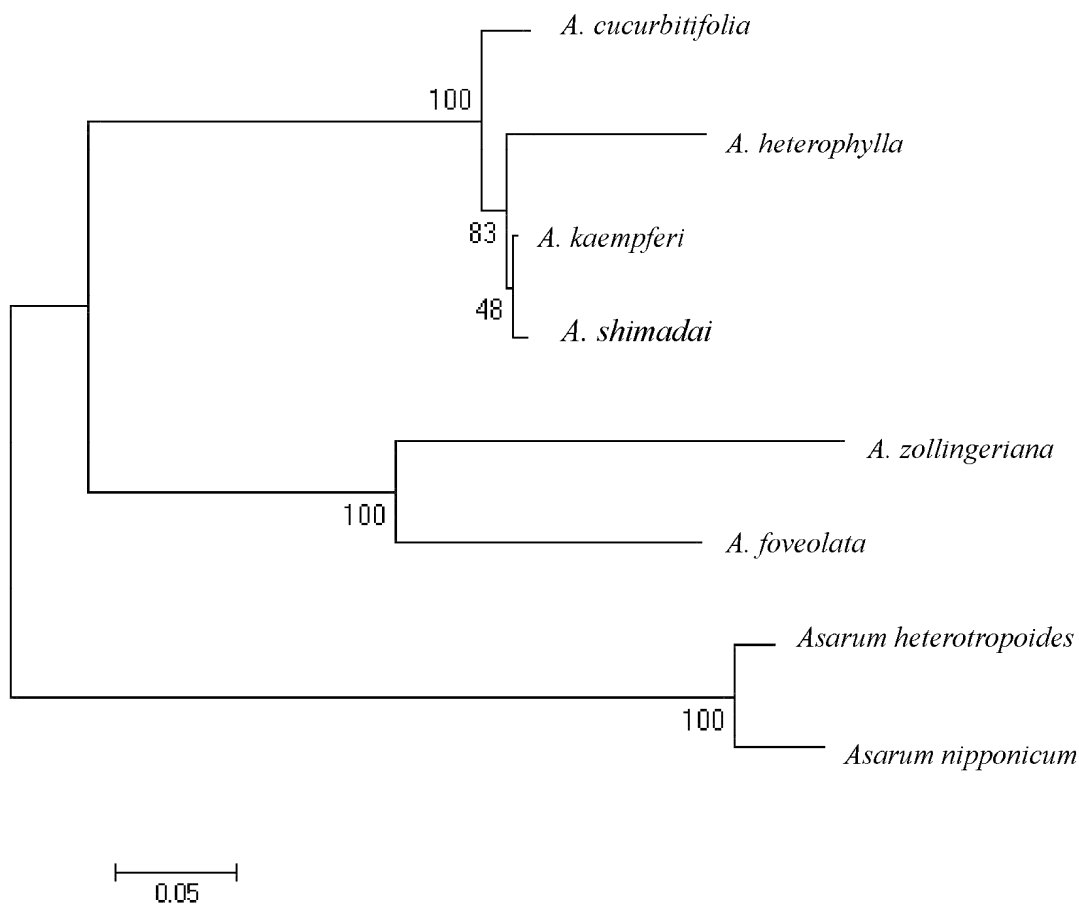 A. cucurbitifolia
100
A. heterophylla
83
A. kaempferi
48
A. shimadai
A. zollingeriana
100
A. foveolata
Asarum heterotropoides
100
Asarum nipponicum
0.05